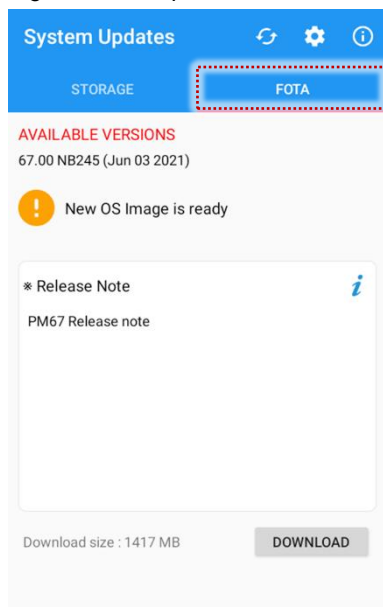 System Updates
STORAGE FOTA
AVAILABLE VERSIONS
67.00 NB245 (Jun 03 2021)
New OS Image is ready
※ Release Note
PM67 Release note
Download size : 1417 MB DOWNLOAD